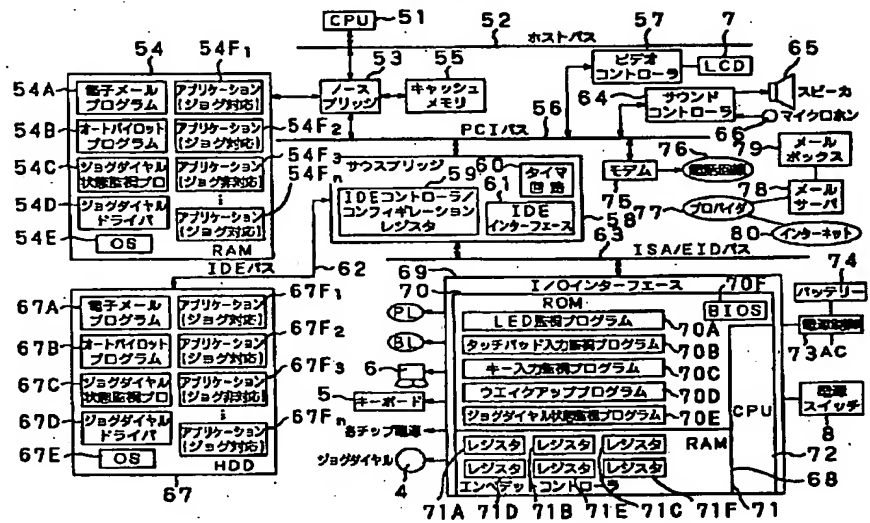 CPU
51
52
57
7
65
ホストバス
54
54F1
53
55
ビデオ
コントローラ
LCD
スピーカ
54A
電子メール
プログラム
アプリケーション
(ジョグ対応)
ノース
ブリッジ
キャッシュ
メモリ
64
サウンド
コントローラ
マイクロホン
66
54B
オートパイロット
プログラム
アプリケーション
(ジョグ対応)
54F2
56
PCIバス
54C
ジョグダイヤル
状態監視プロ
アプリケーション
(ジョグ非対応)
54F3
サウスブリッジ
60
タイマ
回路
モデム
75
76
79
メール
ボックス
54D
ジョグダイヤル
ドライバ
アプリケーション
(ジョグ対応)
54Fn
59
IDEコントローラ/
コンフィギレーション
レジスタ
61
IDE
インターフェース
58
77
プロバイダ
78
メール
サーバ
54E
OS
RAM
80
インターネット
63
ISA/EIDバス
IDEバス
62
69
I/Oインターフェース
74
バッテリー
67A
電子メール
プログラム
アプリケーション
(ジョグ対応)
67F1
70
ROM
70F
BIOS
PL
LED監視プログラム
70A
73
AC
67B
オートパイロット
プログラム
アプリケーション
(ジョグ対応)
67F2
BL
タッチパッド入力監視プログラム
70B
67C
ジョグダイヤル
状態監視プロ
アプリケーション
(ジョグ非対応)
67F3
6
キー入力監視プログラム
70C
5
キーボード
ウエイクアッププログラム
70D
CPU
電源
スイッチ
8
67D
ジョグダイヤル
ドライバ
アプリケーション
(ジョグ対応)
67Fn
各チップ電源
ジョグダイヤル状態監視プログラム
70E
67E
OS
HDD
67
ジョグダイヤル
4
レジスタ
レジスタ
レジスタ
RAM
レジスタ
レジスタ
レジスタ
72
エンベデットコントローラ
68
71A
71D
71B
71E
71C
71F
71